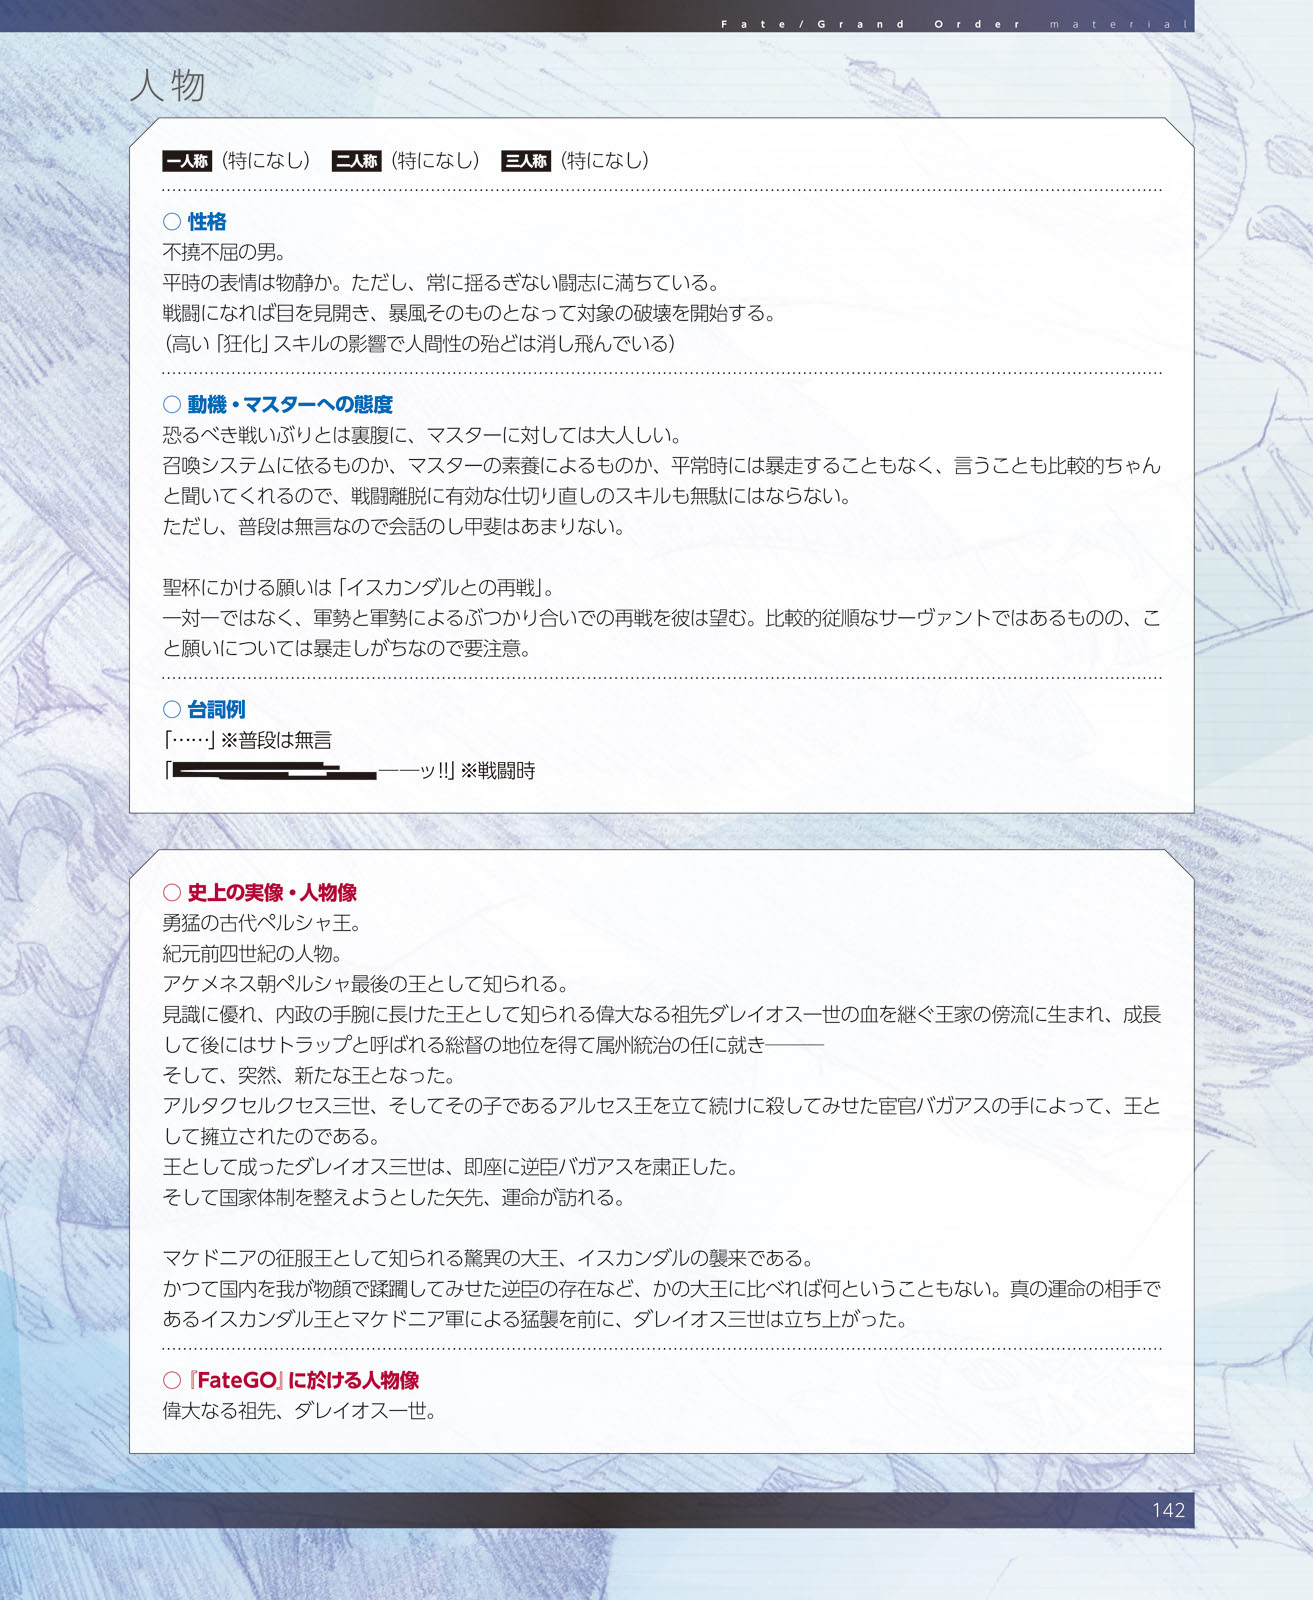 Fate/Grand Order material
人物
一人称（特になし） 二人称（特になし） 三人称（特になし）
○ 性格
不撓不屈の男。
平時の表情は物静か。ただし、常に揺るぎない闘志に満ちている。
戦闘になれば目を見開き、暴風そのものとなって対象の破壊を開始する。
（高い「狂化」スキルの影響で人間性の殆どは消し飛んでいる）
○ 動機・マスターへの態度
恐るべき戦いぶりとは裏腹に、マスターに対しては大人しい。
召喚システムに依るものか、マスターの素養によるものか、平常時には暴走することもなく、言うことも比較的ちゃん
と聞いてくれるので、戦闘離脱に有効な仕切り直しのスキルも無駄にはならない。
ただし、普段は無言なので会話のし甲斐はあまりない。
聖杯にかける願いは「イスカンダルとの再戦」。
一対一ではなく、軍勢と軍勢によるぶつかり合いでの再戦を彼は望む。比較的従順なサーヴァントではあるものの、こ
と願いについては暴走しがちなので要注意。
○ 台詞例
「……」※普段は無言
「――ッ!!」※戦闘時
○ 史上の実像・人物像
勇猛の古代ペルシャ王。
紀元前四世紀の人物。
アケメネス朝ペルシャ最後の王として知られる。
見識に優れ、内政の手腕に長けた王として知られる偉大なる祖先ダレイオス一世の血を継ぐ王家の傍流に生まれ、成長
して後にはサトラップと呼ばれる総督の地位を得て属州統治の任に就き―――
そして、突然、新たな王となった。
アルタクセルクセス三世、そしてその子であるアルセス王を立て続けに殺してみせた宦官バガアスの手によって、王と
して擁立されたのである。
王として成ったダレイオス三世は、即座に逆臣バガアスを粛正した。
そして国家体制を整えようとした矢先、運命が訪れる。
マケドニアの征服王として知られる驚異の大王、イスカンダルの襲来である。
かつて国内を我が物顔で蹂躙してみせた逆臣の存在など、かの大王に比べれば何ということもない。真の運命の相手で
あるイスカンダル王とマケドニア軍による猛襲を前に、ダレイオス三世は立ち上がった。
○『FateGO』に於ける人物像
偉大なる祖先、ダレイオス一世。
142